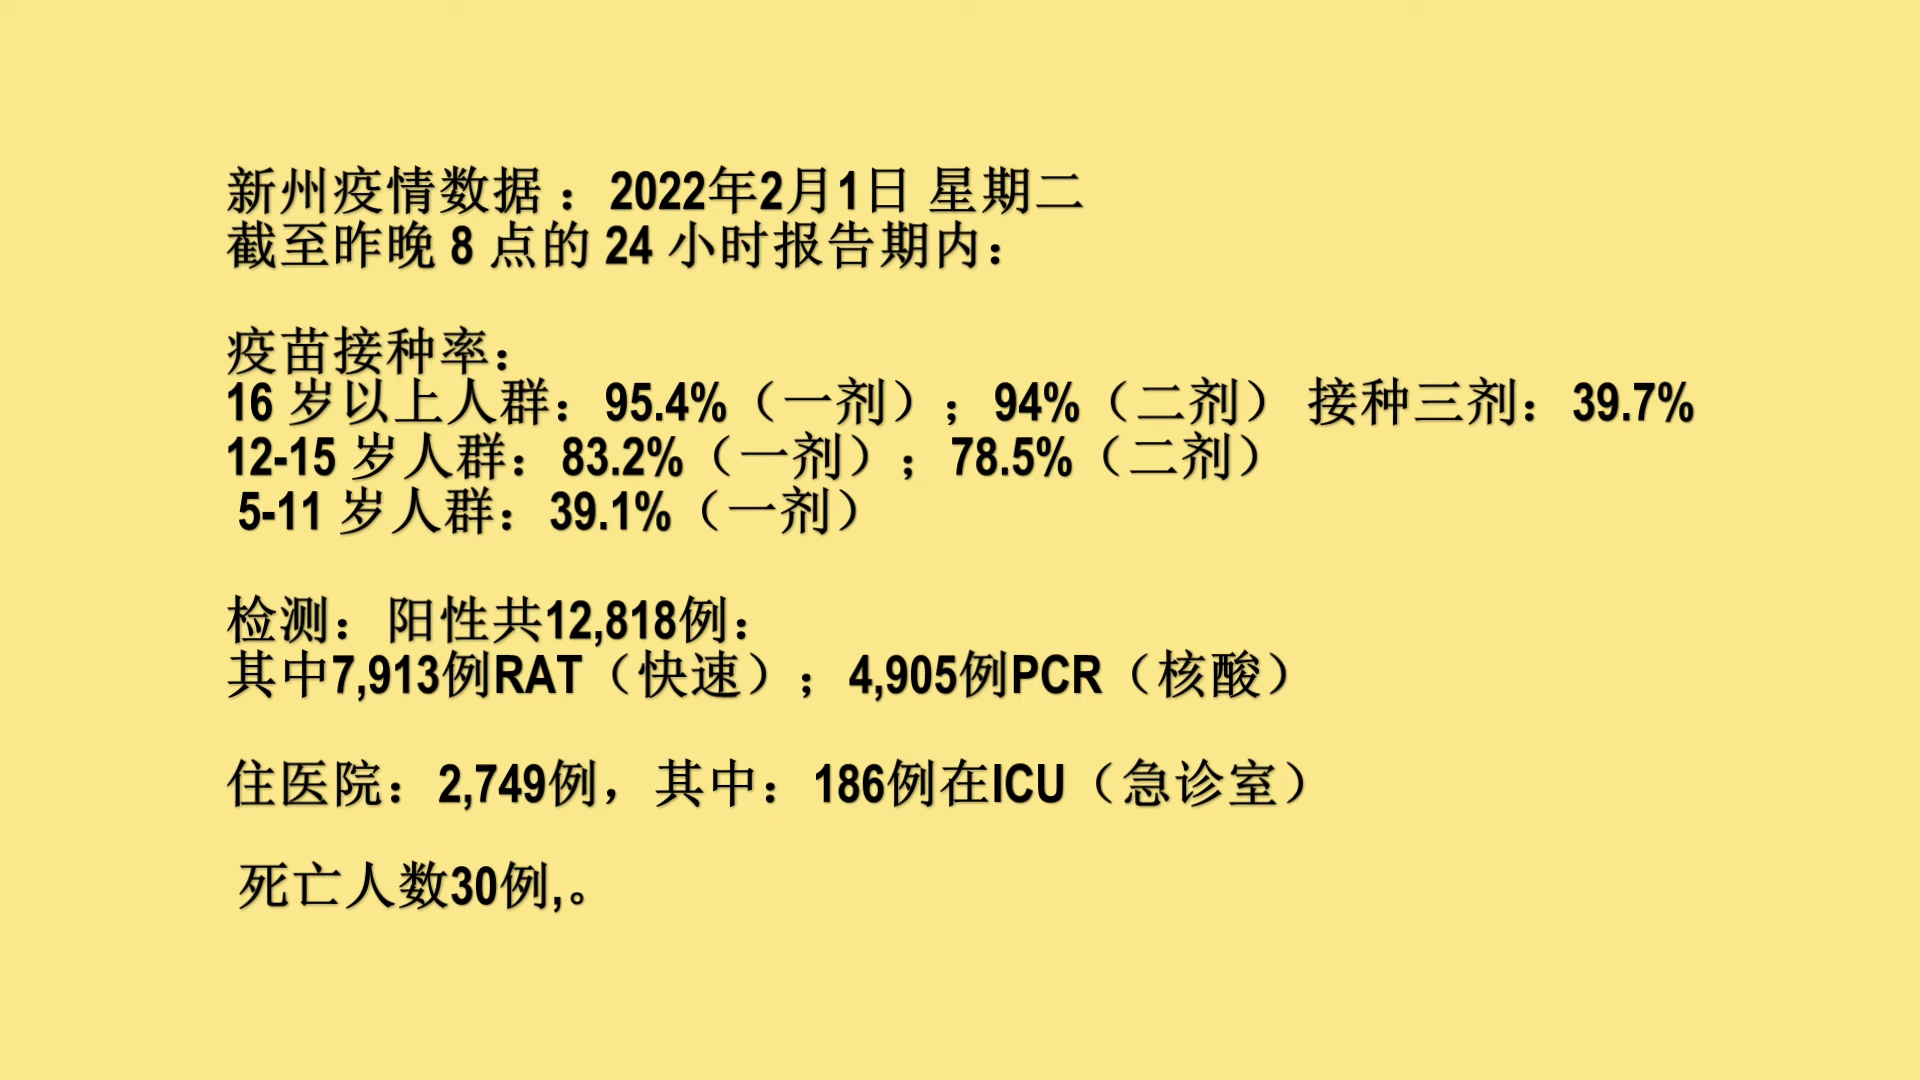 新州疫情数据 ：2022年2月1日 星期二
截至昨晚 8 点的 24 小时报告期内：
疫苗接种率：
16 岁以上人群：95.4%（一剂）；94%（二剂） 接种三剂：39.7%
12-15 岁人群：83.2%（一剂）；78.5%（二剂）
5-11 岁人群：39.1%（一剂）
检测：阳性共12,818例：
其中7,913例RAT（快速）；4,905例PCR（核酸）
住医院：2,749例，其中：186例在ICU（急诊室）
死亡人数30例,。